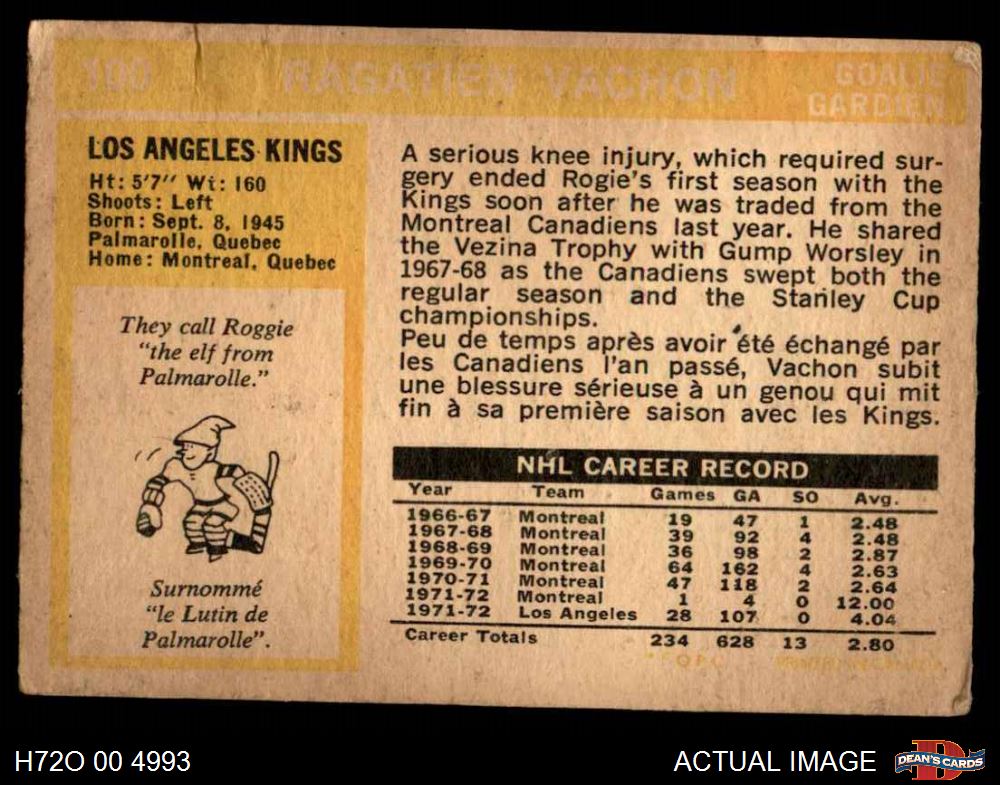 100 RAGATIEN VACHON GOALIE
GARDIEN
LOS ANGELES KINGS
Ht: 5'7" Wt: 160
Shoots: Left
Born: Sept. 8, 1945
Palmarolle, Quebec
Home: Montreal, Quebec
They call Roggie
"the elf from
Palmarolle."
Surnommé
"le Lutin de
Palmarolle".
A serious knee injury, which required sur-
gery ended Rogie's first season with the
Kings soon after he was traded from the
Montreal Canadiens last year. He shared
the Vezina Trophy with Gump Worsley in
1967-68 as the Canadiens swept both the
regular season and the Stanley Cup
championships.
Peu de temps après avoir été échangé par
les Canadiens l'an passé, Vachon subit
une blessure sérieuse à un genou qui mit
fin à sa première saison avec les Kings.
NHL CAREER RECORD
Year Team Games GA SO Avg.
1966-67 Montreal 19 47 1 2.48
1967-68 Montreal 39 92 4 2.48
1968-69 Montreal 36 98 2 2.87
1969-70 Montreal 64 162 4 2.63
1970-71 Montreal 47 118 2 2.64
1971-72 Montreal 1 4 0 12.00
1971-72 Los Angeles 28 107 0 4.04
Career Totals 234 628 13 2.80
O.P.C. PRINTED IN CANADA
H72O 00 4993
ACTUAL IMAGE
D
DEAN'S CARDS